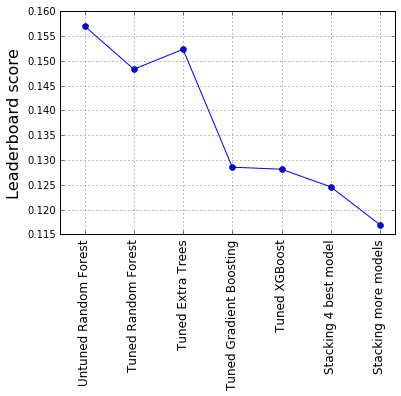 0.160
0.155
0.150
0.145
0.140
0.135
0.130
0.125
0.120
0.115
Leaderboard score
Untuned Random Forest
Tuned Random Forest
Tuned Extra Trees
Tuned Gradient Boosting
Tuned XGBoost
Stacking 4 best model
Stacking more models